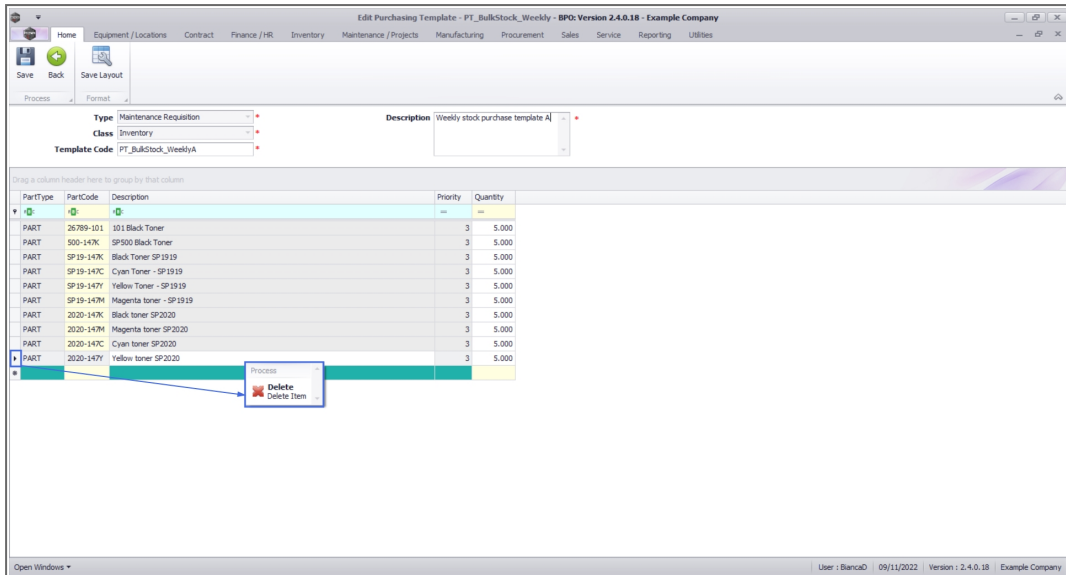 Edit Purchasing Template - PT_BulkStock_Weekly - BPO: Version 2.4.0.18 - Example Company
Home Equipment / Locations Contract Finance / HR Inventory Maintenance / Projects Manufacturing Procurement Sales Service Reporting Utilities
Save Back Save Layout
Process Format
Type Maintenance Requisition * Description Weekly stock purchase template A *
Class Inventory *
Template Code PT_BulkStock_WeeklyA *
Drag a column header here to group by that column
PartType PartCode Description Priority Quantity
= =
PART 26789-101 101 Black Toner 3 5.000
PART 500-147K SP500 Black Toner 3 5.000
PART SP19-147K Black Toner SP1919 3 5.000
PART SP19-147C Cyan Toner - SP1919 3 5.000
PART SP19-147Y Yellow Toner - SP1919 3 5.000
PART SP19-147M Magenta toner - SP1919 3 5.000
PART 2020-147K Black toner SP2020 3 5.000
PART 2020-147M Magenta toner SP2020 3 5.000
PART 2020-147C Cyan toner SP2020 3 5.000
PART 2020-147Y Yellow toner SP2020 3 5.000
Process
Delete
Delete Item
Open Windows User : BiancaD 09/11/2022 Version : 2.4.0.18 Example Company